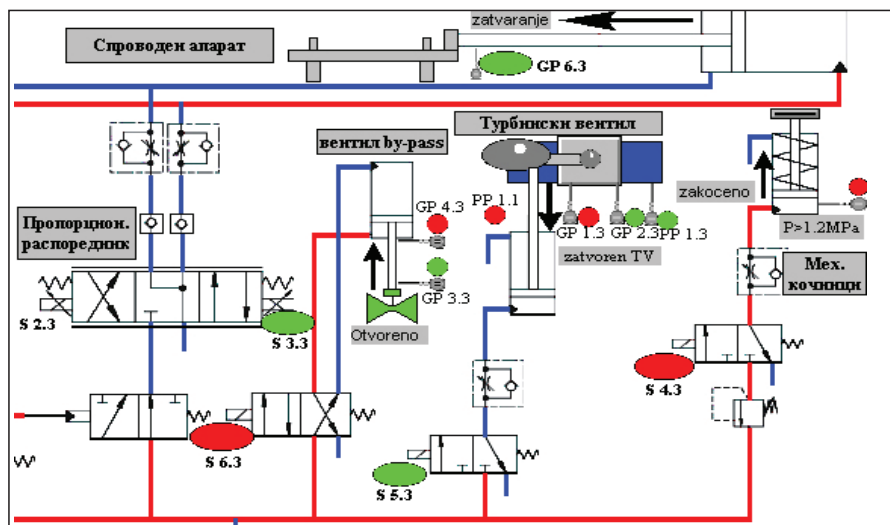 zatvaranje
Спроводен апарат
GP 6.3
вентил by-pass
Турбински вентил
zakoceno
GP 4.3
PP 1.1
GP 1.3
GP 2.3
PP 1.3
P>1.2MPa
Пропорцион.
распоредник
zatvoren TV
Мех.
кочници
GP 3.3
S 2.3
S 3.3
Otvoreno
S 4.3
S 6.3
S 5.3